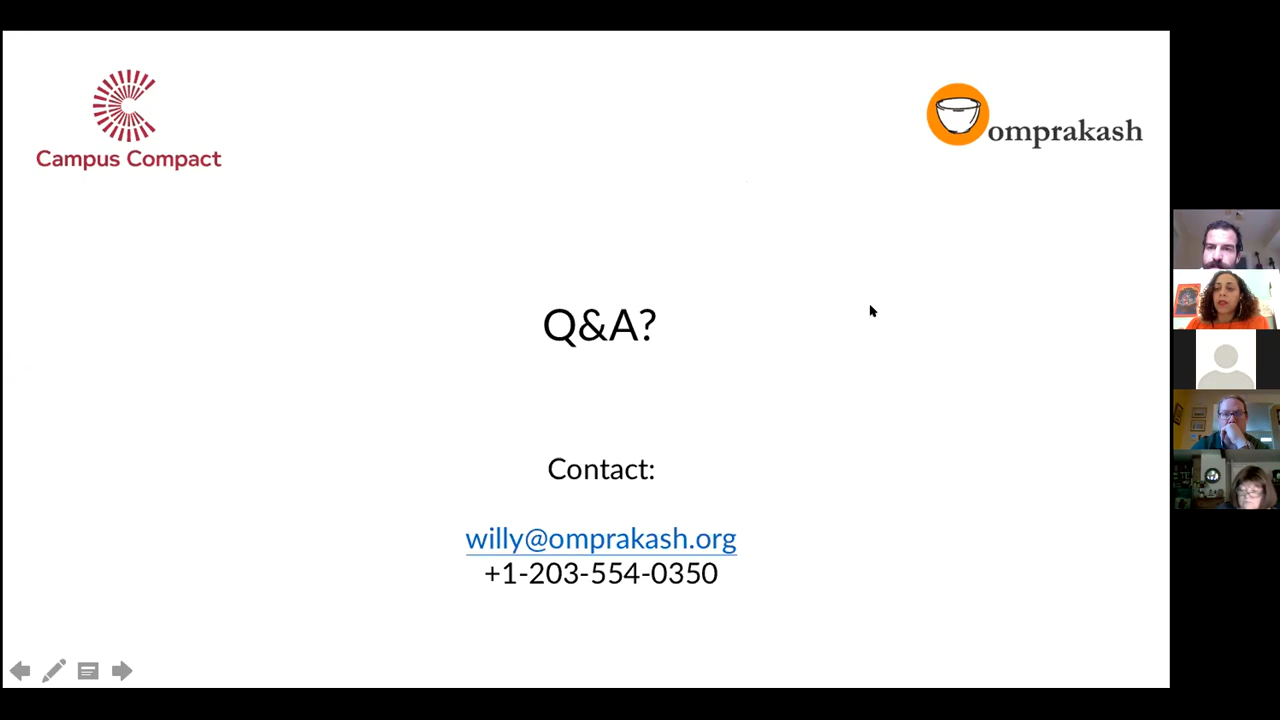 Campus Compact
omprakash
Q&A?
Contact:
willy@omprakash.org
+1-203-554-0350